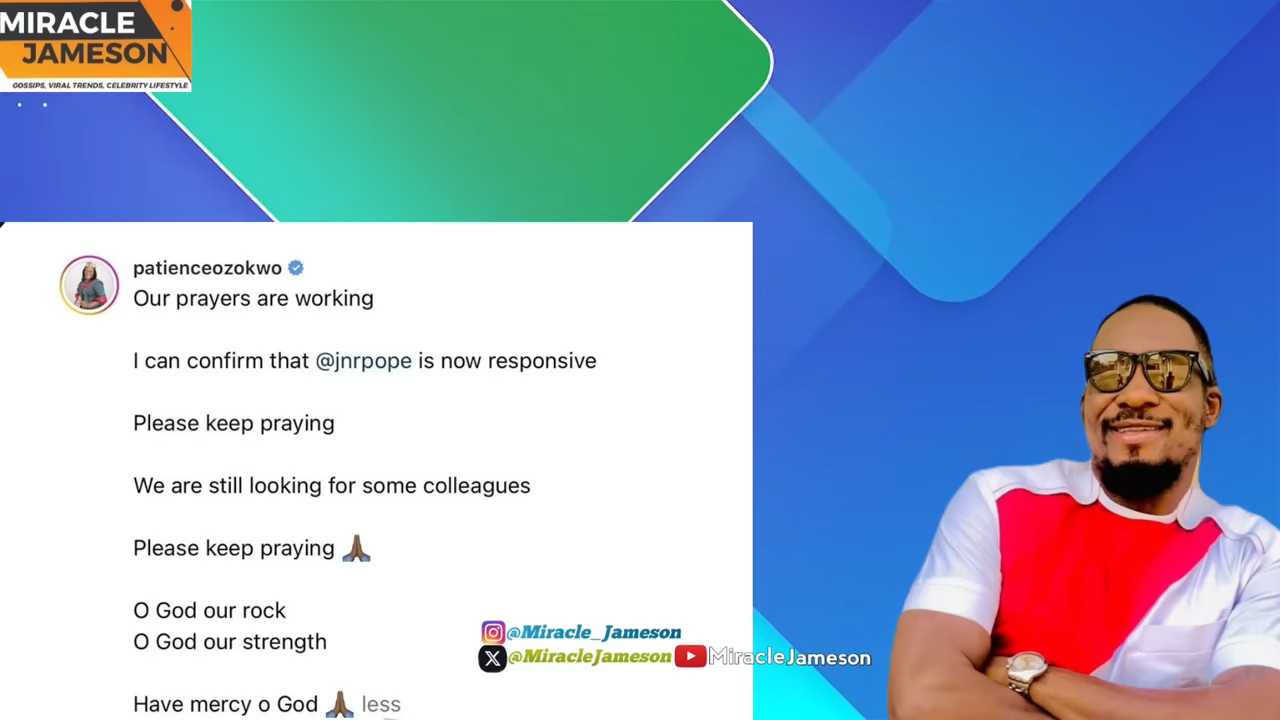 MIRACLE
JAMESON
GOSSIPS, VIRAL TRENDS, CELEBRITY LIFESTYLE
patienceozokwo
Our prayers are working
I can confirm that @jnrpope is now responsive
Please keep praying
We are still looking for some colleagues
Please keep praying 🙏🏾
O God our rock
O God our strength
Have mercy o God 🙏🏾 less
@Miracle_Jameson
@MiracleJameson MiracleJameson